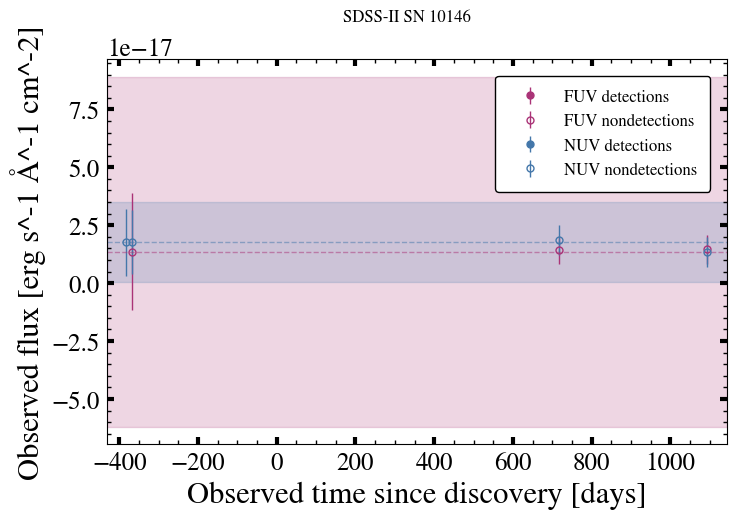 SDSS-II SN 10146
1e−17
Observed flux [erg s^-1 Å^-1 cm^-2]
7.5
5.0
2.5
0.0
−2.5
−5.0
FUV detections
FUV nondetections
NUV detections
NUV nondetections
−400 −200 0 200 400 600 800 1000
Observed time since discovery [days]